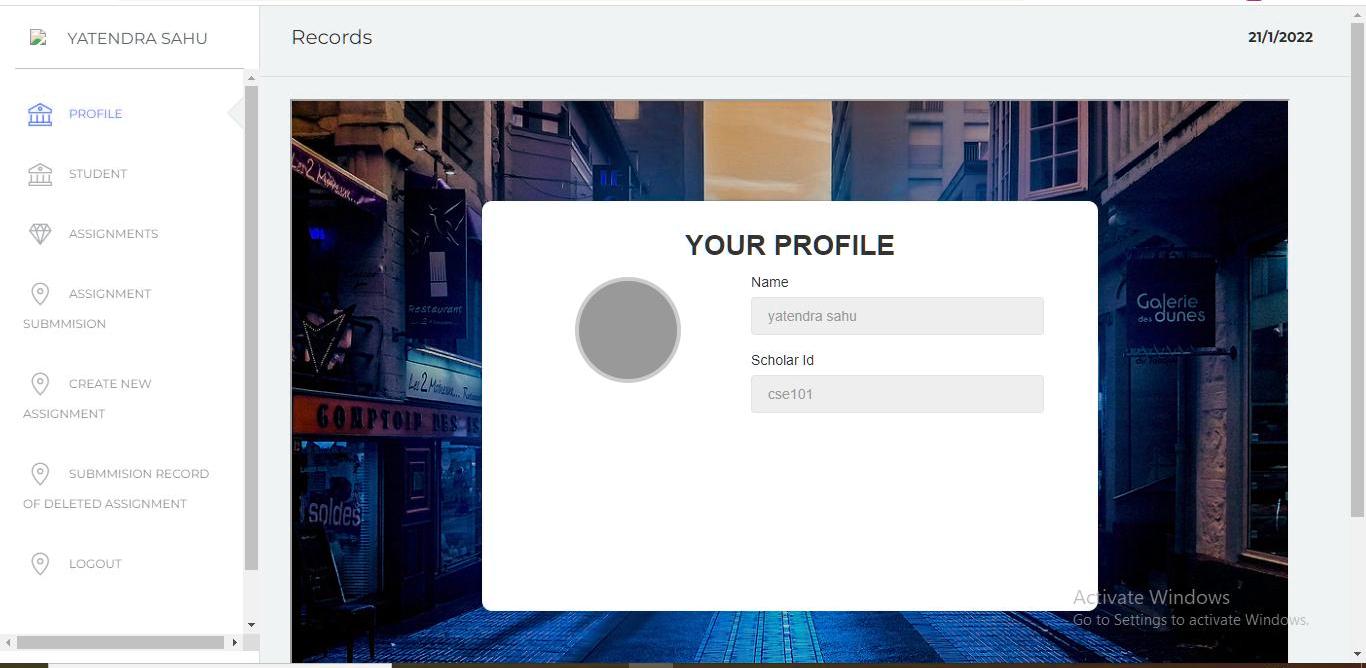 YATENDRA SAHU
Records
21/1/2022
PROFILE
STUDENT
ASSIGNMENTS
ASSIGNMENT
SUBMMISION
CREATE NEW
ASSIGNMENT
SUBMMISION RECORD
OF DELETED ASSIGNMENT
LOGOUT
YOUR PROFILE
Name
yatendra sahu
Scholar Id
cse101
Restaurant
Les 2 Moineaux... Restaurant
COMPTOIR DES
soldes
Galerie
des dunes
Activate Windows
Go to Settings to activate Windows.